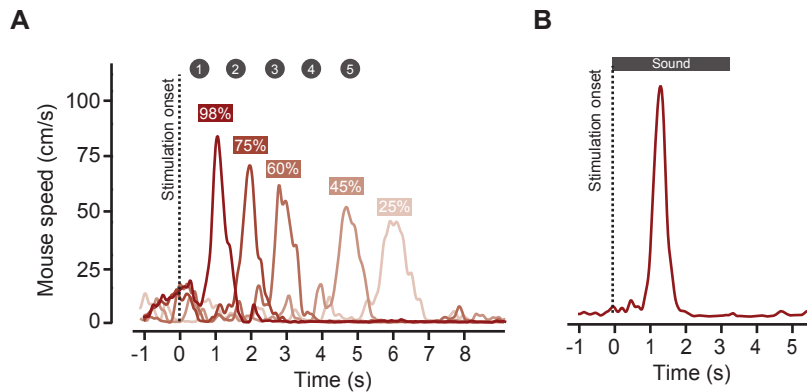 A
B
1 2 3 4 5
Sound
100
75
50
25
0
Mouse speed (cm/s)
Stimulation onset
98%
75%
60%
45%
25%
-1 0 1 2 3 4 5 6 7 8
Time (s)
Stimulation onset
-1 0 1 2 3 4 5
Time (s)